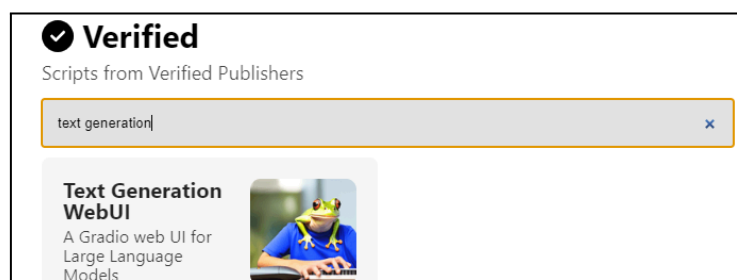 Verified
Scripts from Verified Publishers
text generation
Text Generation
WebUI
A Gradio web UI for
Large Language
Models